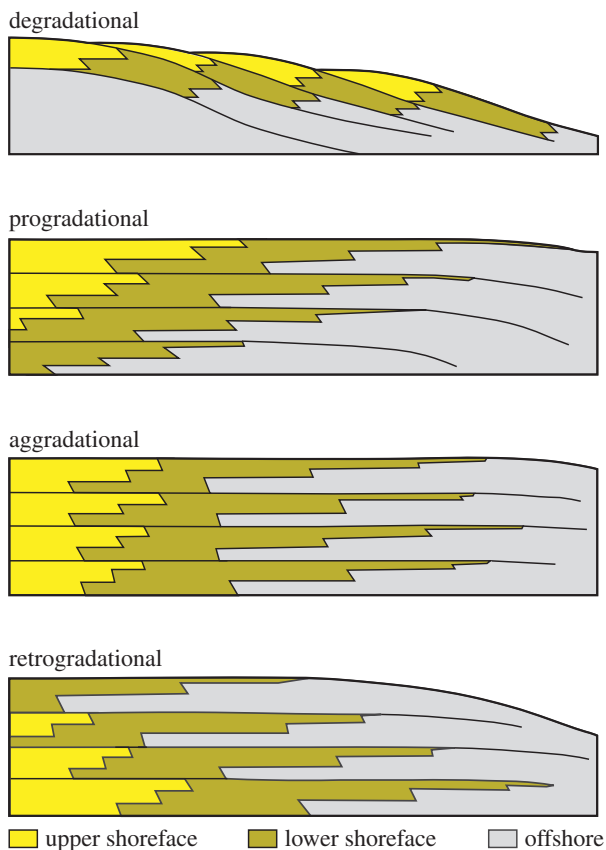 degradational
progradational
aggradational
retrogradational
upper shoreface lower shoreface offshore